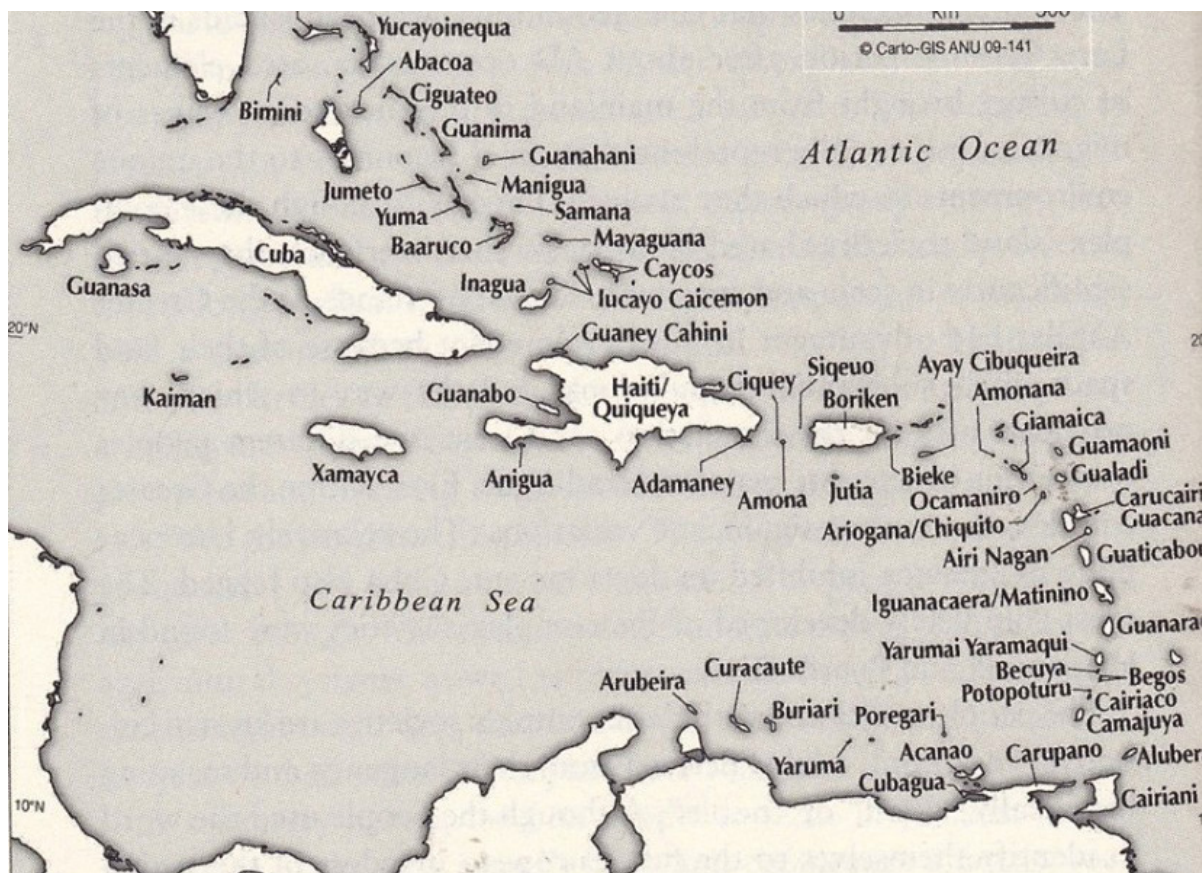 km
© Carto-GIS ANU 09-141
Atlantic Ocean
Yucayoinequa
Abacoa
Bimini
Ciguateo
Guanima
Guanahani
Jumeto
Manigua
Yuma
Samana
Baaruco
Mayaguana
Cuba
Guanasa
Inagua
Caycos
Iucayo Caicemon
20°N
Guaney Cahini
Kaiman
Guanabo
Haiti/
Quiqueya
Ciquey
Siqeuo
Boriken
Ayay
Cibuqueira
Amonana
Giamaica
Guamaoni
Gualadi
Xamayca
Anigua
Adamaney
Amona
Jutia
Bieke
Ocamaniro
Ariogana/Chiquito
Carucairi
Guacana
Airi Nagan
Guaticabou
Caribbean Sea
Iguanacaera/Matinino
Guanara
Yarumai Yaramaqui
Becuya
Begos
Potopoturu
Cairiaco
Camajuya
Arubeira
Curacaute
Buriari
Poregari
Yaruma
Acanao
Cubagua
Carupano
Aluber
Cairiani
10°N